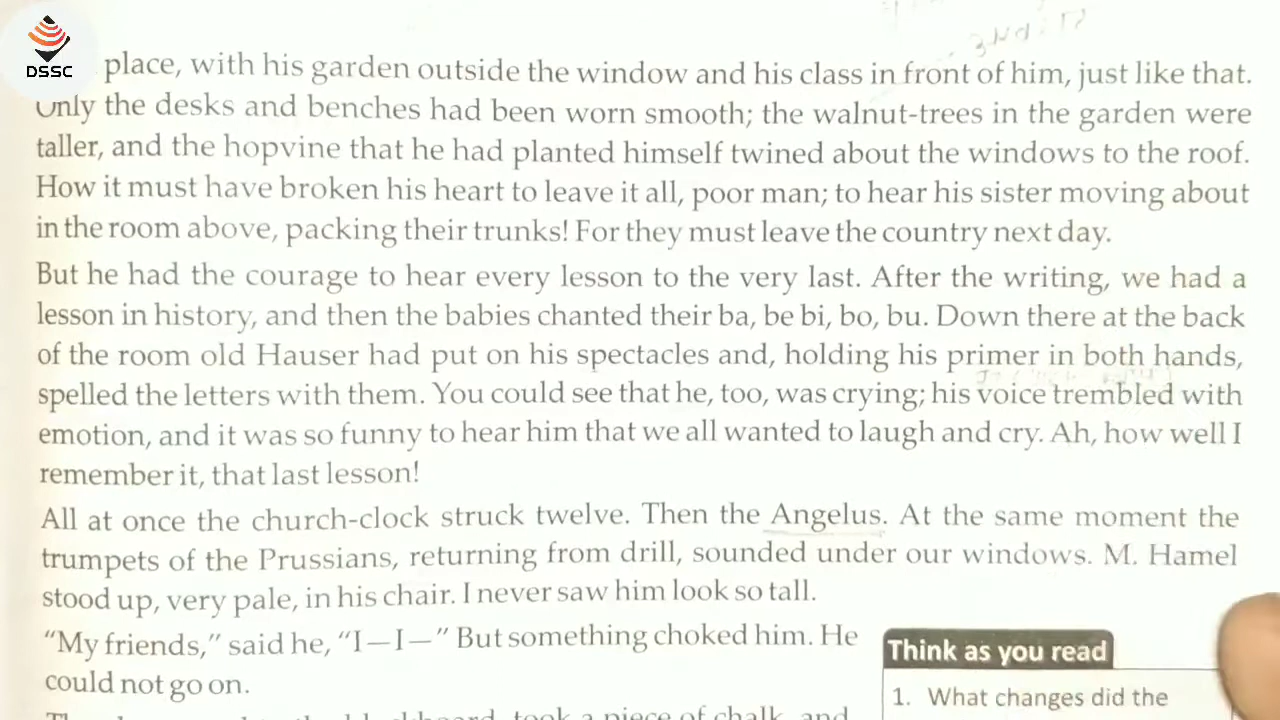 DSSC
place, with his garden outside the window and his class in front of him, just like that.
Only the desks and benches had been worn smooth; the walnut-trees in the garden were
taller, and the hopvine that he had planted himself twined about the windows to the roof.
How it must have broken his heart to leave it all, poor man; to hear his sister moving about
in the room above, packing their trunks! For they must leave the country next day.
But he had the courage to hear every lesson to the very last. After the writing, we had a
lesson in history, and then the babies chanted their ba, be bi, bo, bu. Down there at the back
of the room old Hauser had put on his spectacles and, holding his primer in both hands,
spelled the letters with them. You could see that he, too, was crying; his voice trembled with
emotion, and it was so funny to hear him that we all wanted to laugh and cry. Ah, how well I
remember it, that last lesson!
All at once the church-clock struck twelve. Then the Angelus. At the same moment the
trumpets of the Prussians, returning from drill, sounded under our windows. M. Hamel
stood up, very pale, in his chair. I never saw him look so tall.
“My friends,” said he, “I—I—” But something choked him. He
could not go on.
Think as you read
1. What changes did the
took a piece of chalk, and